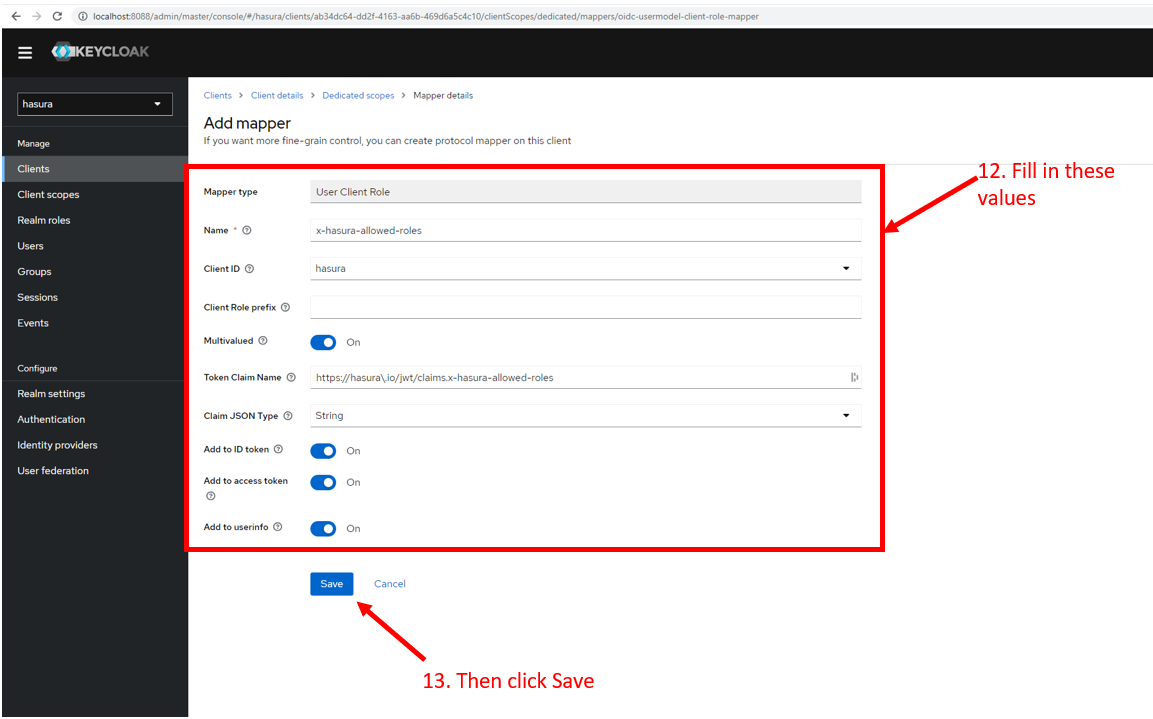 localhost:8088/admin/master/console/#/hasura/clients/ab34dc64-dd2f-4163-aa6b-469d6a5c4c10/clientScopes/dedicated/mappers/oidc-usermodel-client-role-mapper
KEYCLOAK
hasura
Manage
Clients
Client scopes
Realm roles
Users
Groups
Sessions
Events
Configure
Realm settings
Authentication
Identity providers
User federation
Clients > Client details > Dedicated scopes > Mapper details
Add mapper
If you want more fine-grain control, you can create protocol mapper on this client
Mapper type User Client Role
Name * x-hasura-allowed-roles
Client ID hasura
Client Role prefix
Multivalued On
Token Claim Name https://hasura\.io/jwt/claims.x-hasura-allowed-roles
Claim JSON Type String
Add to ID token On
Add to access token On
Add to userinfo On
Save Cancel
12. Fill in these
values
13. Then click Save